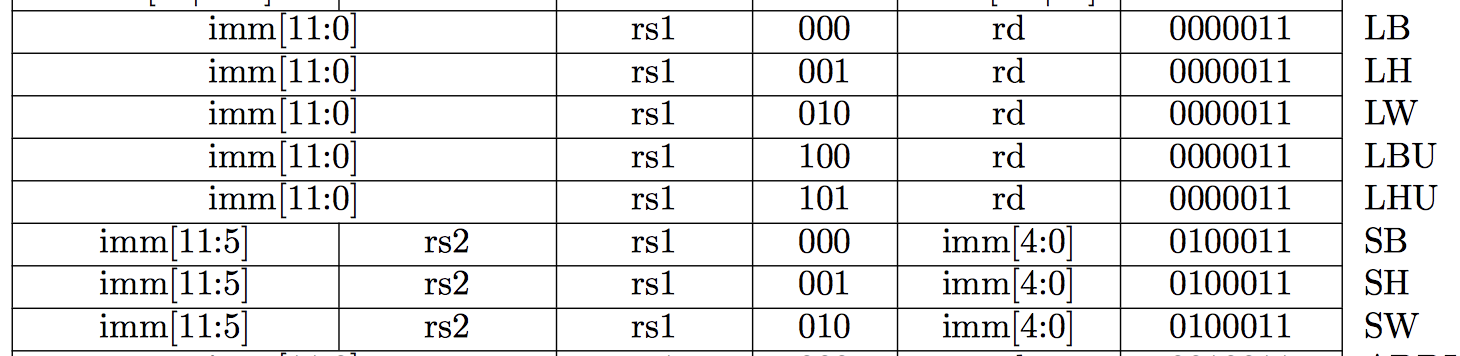 imm[11:0] rs1 000 rd 0000011 LB
imm[11:0] rs1 001 rd 0000011 LH
imm[11:0] rs1 010 rd 0000011 LW
imm[11:0] rs1 100 rd 0000011 LBU
imm[11:0] rs1 101 rd 0000011 LHU
imm[11:5] rs2 rs1 000 imm[4:0] 0100011 SB
imm[11:5] rs2 rs1 001 imm[4:0] 0100011 SH
imm[11:5] rs2 rs1 010 imm[4:0] 0100011 SW